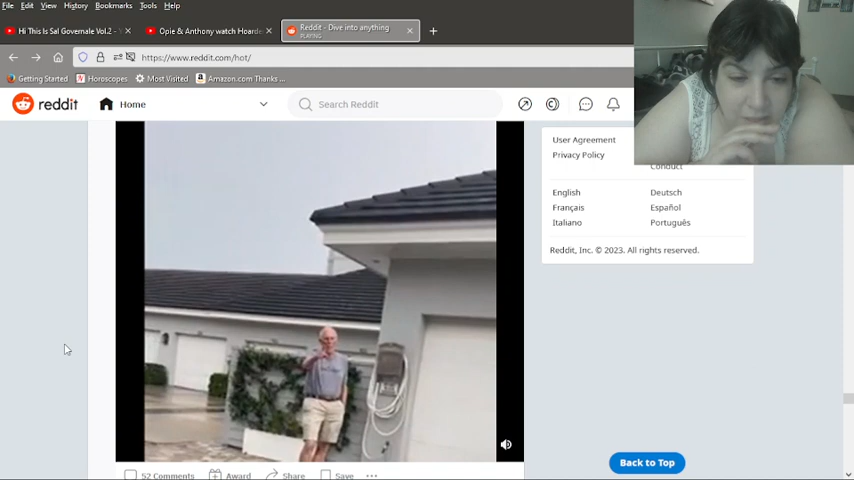 File Edit View History Bookmarks Tools Help
Hi This Is Sal Governale Vol.2 -
Opie & Anthony watch Hoarde
Reddit - Dive into anything
PLAYING
https://www.reddit.com/hot/
Getting Started Horoscopes Most Visited Amazon.com Thanks ...
reddit Home Search Reddit
User Agreement
Privacy Policy
Conduct
English Deutsch
Français Español
Italiano Português
Reddit, Inc. © 2023. All rights reserved.
Back to Top
52 Comments Award Share Save